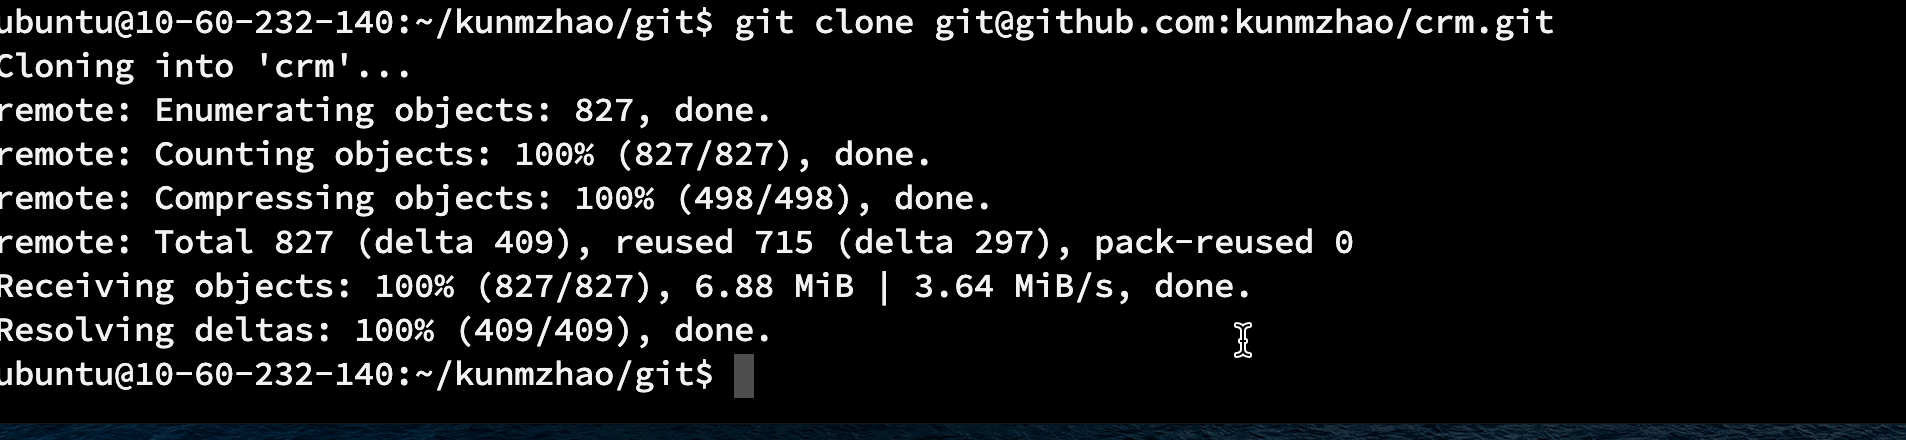 ubuntu@10-60-232-140:~/kunmzhao/git$ git clone git@github.com:kunmzhao/crm.git
Cloning into 'crm'...
remote: Enumerating objects: 827, done.
remote: Counting objects: 100% (827/827), done.
remote: Compressing objects: 100% (498/498), done.
remote: Total 827 (delta 409), reused 715 (delta 297), pack-reused 0
Receiving objects: 100% (827/827), 6.88 MiB | 3.64 MiB/s, done.
Resolving deltas: 100% (409/409), done.
ubuntu@10-60-232-140:~/kunmzhao/git$